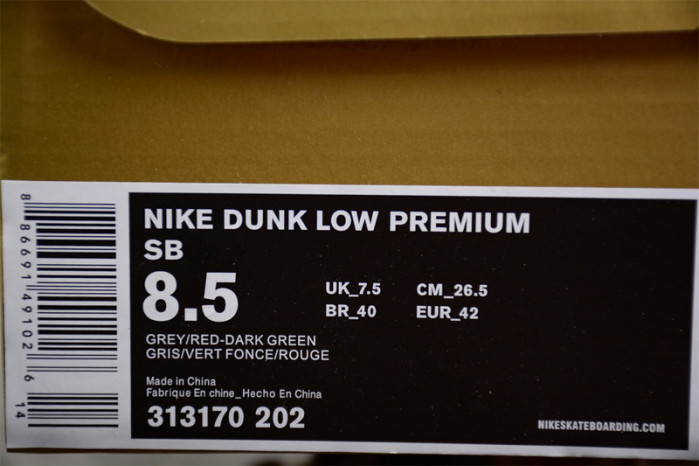 NIKE DUNK LOW PREMIUM
SB
8.5
UK_7.5 CM_26.5
BR_40 EUR_42
GREY/RED-DARK GREEN
GRIS/VERT FONCE/ROUGE
Made in China
Fabrique En chine_Hecho En China
313170 202
NIKESKATEBOARDING.COM
8 86691 49102 6
14